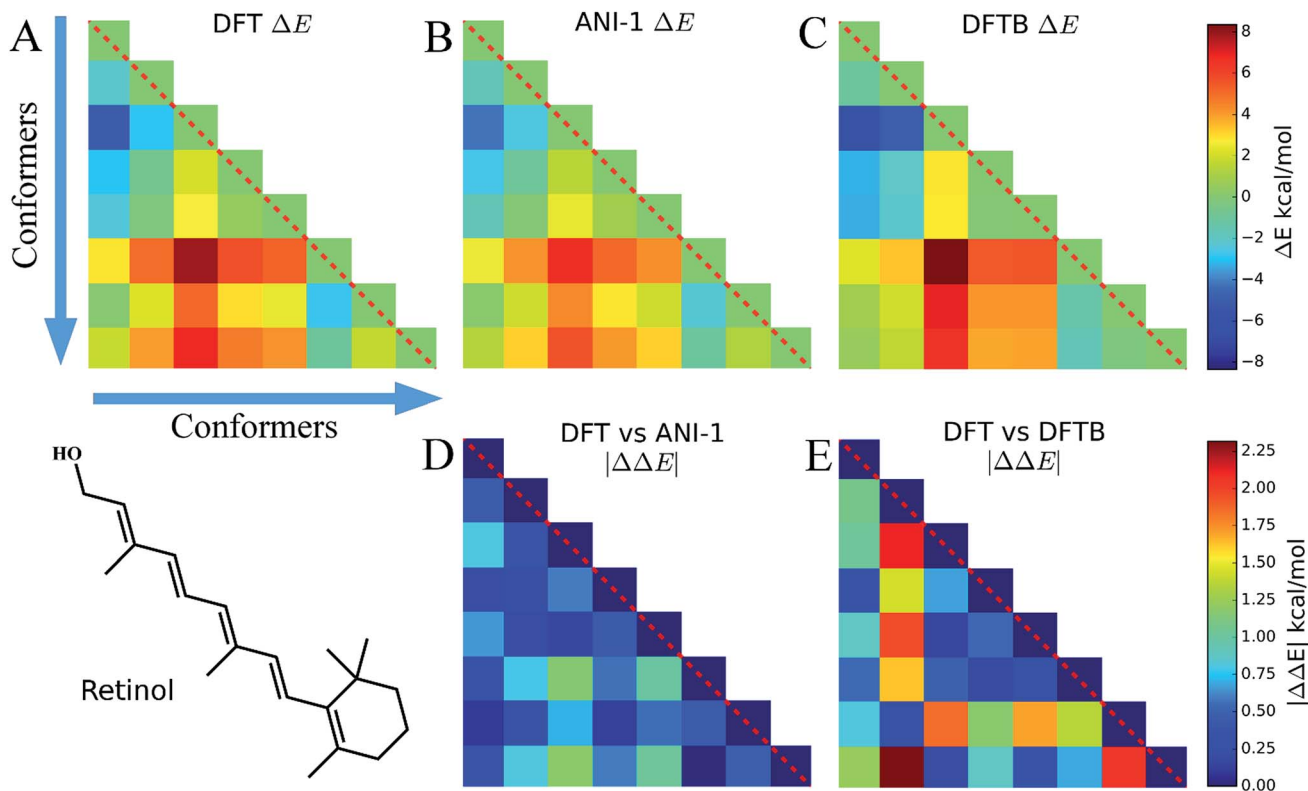 A
DFT ΔE
B
ANI-1 ΔE
C
DFTB ΔE
Conformers
Conformers
8
6
4
2
0
−2
−4
−6
−8
ΔE kcal/mol
HO
Retinol
D
DFT vs ANI-1
|ΔΔE|
E
DFT vs DFTB
|ΔΔE|
2.25
2.00
1.75
1.50
1.25
1.00
0.75
0.50
0.25
0.00
|ΔΔE| kcal/mol